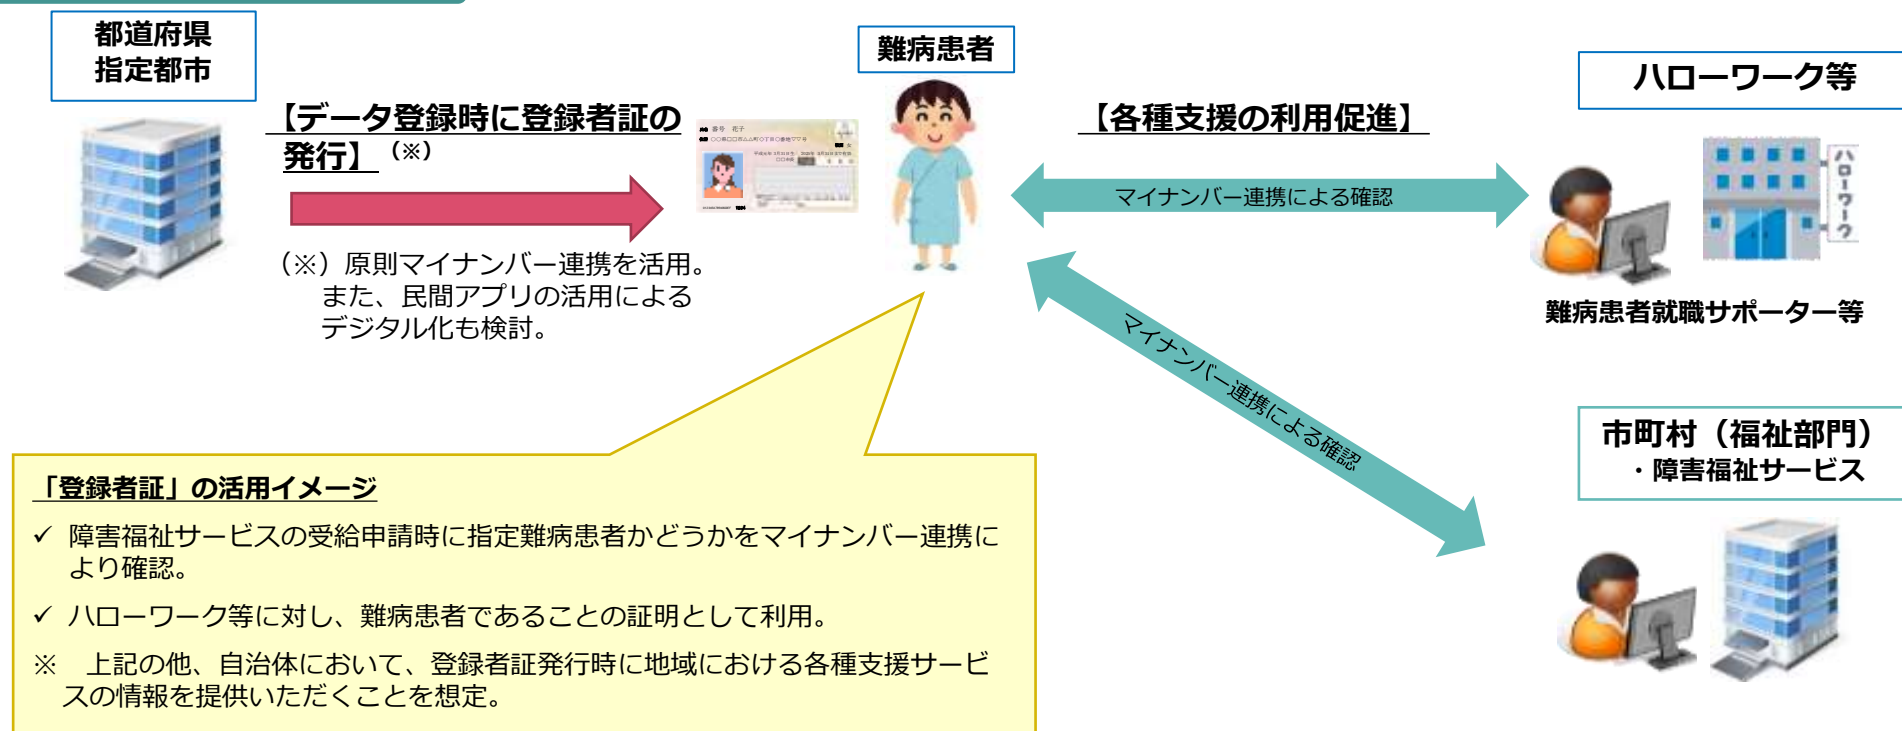 都道府県
指定都市
【データ登録時に登録者証の
発行】（※）
（※）原則マイナンバー連携を活用。
また、民間アプリの活用による
デジタル化も検討。
難病患者
番号 花子
【各種支援の利用促進】
マイナンバー連携による確認
ハローワーク等
ハローワーク
難病患者就職サポーター等
マイナンバー連携による確認
市町村（福祉部門）
・障害福祉サービス
「登録者証」の活用イメージ
✓ 障害福祉サービスの受給申請時に指定難病患者かどうかをマイナンバー連携に
より確認。
✓ ハローワーク等に対し、難病患者であることの証明として利用。
※　上記の他、自治体において、登録者証発行時に地域における各種支援サービ
スの情報を提供いただくことを想定。